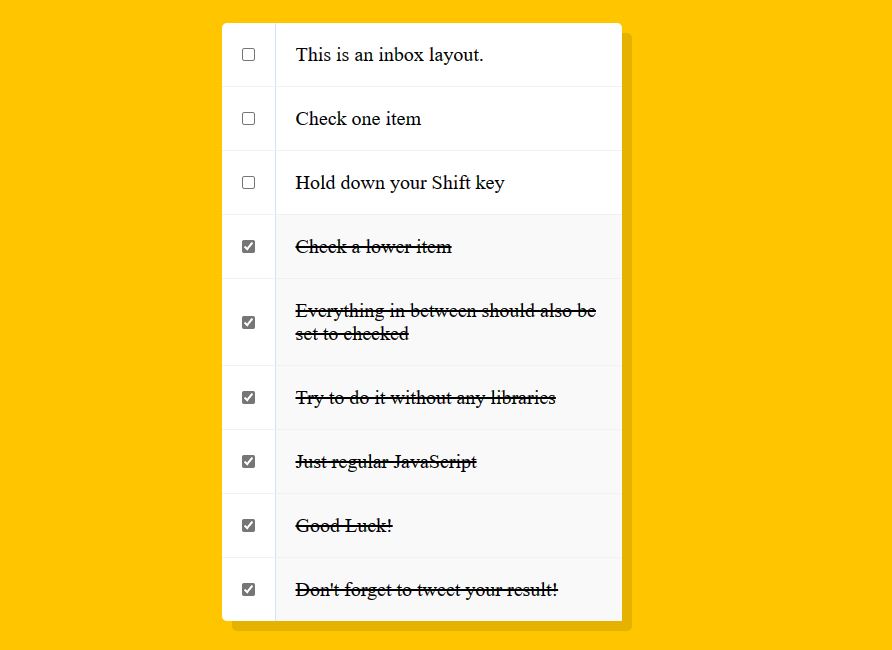 This is an inbox layout.
Check one item
Hold down your Shift key
Check a lower item
Everything in between should also be
set to checked
Try to do it without any libraries
Just regular JavaScript
Good Luck!
Don't forget to tweet your result!